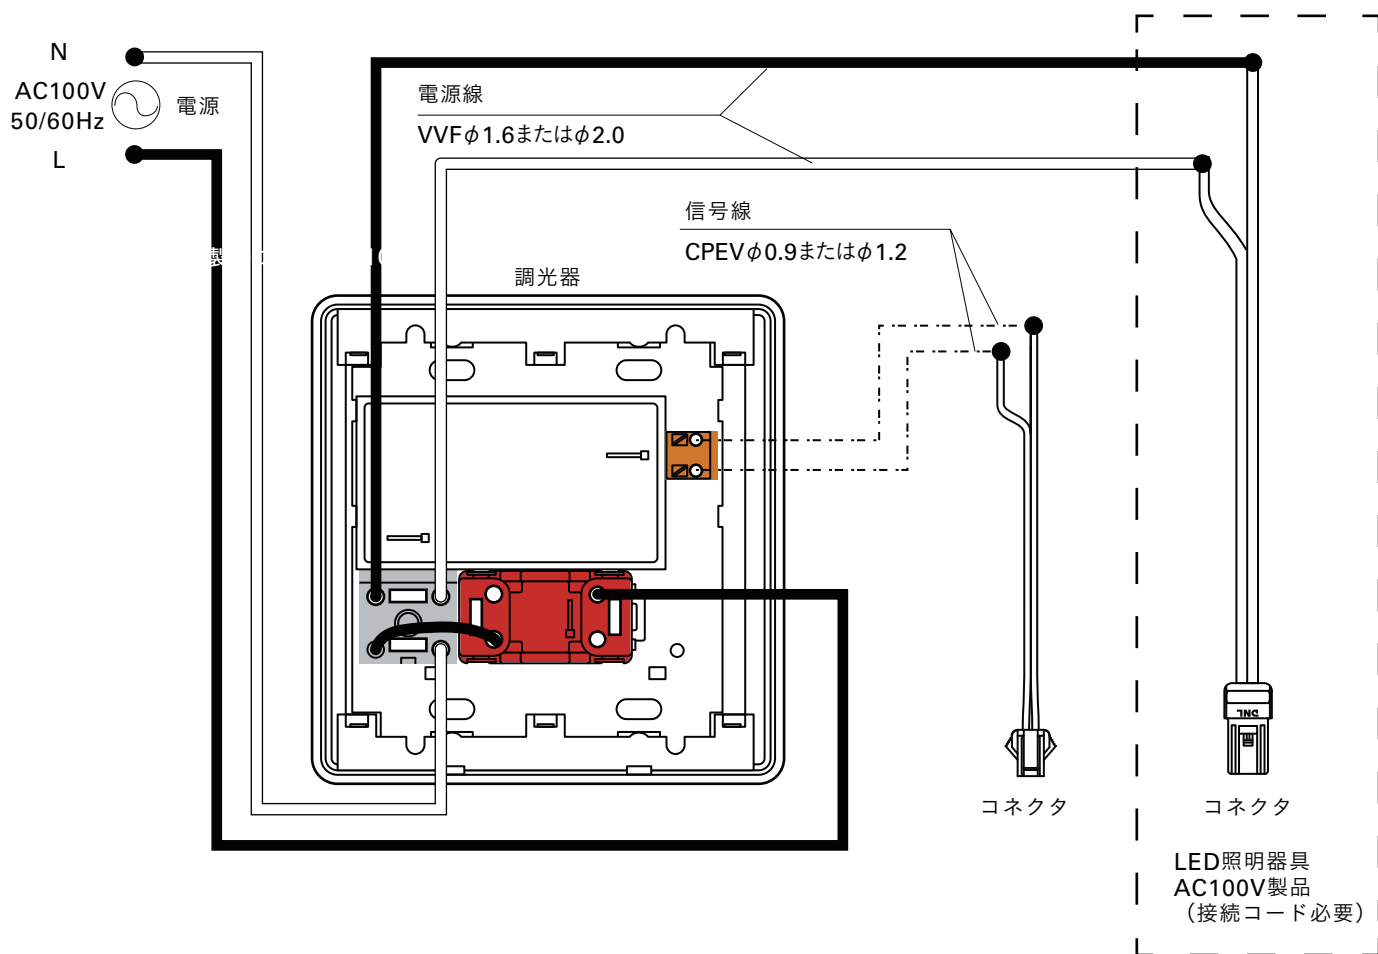 N
AC100V
50/60Hz
電源
L
電源線
VVFφ1.6またはφ2.0
信号線
CPEVφ0.9またはφ1.2
調光器
コネクタ
DNL
コネクタ
LED照明器具
AC100V製品
（接続コード必要）